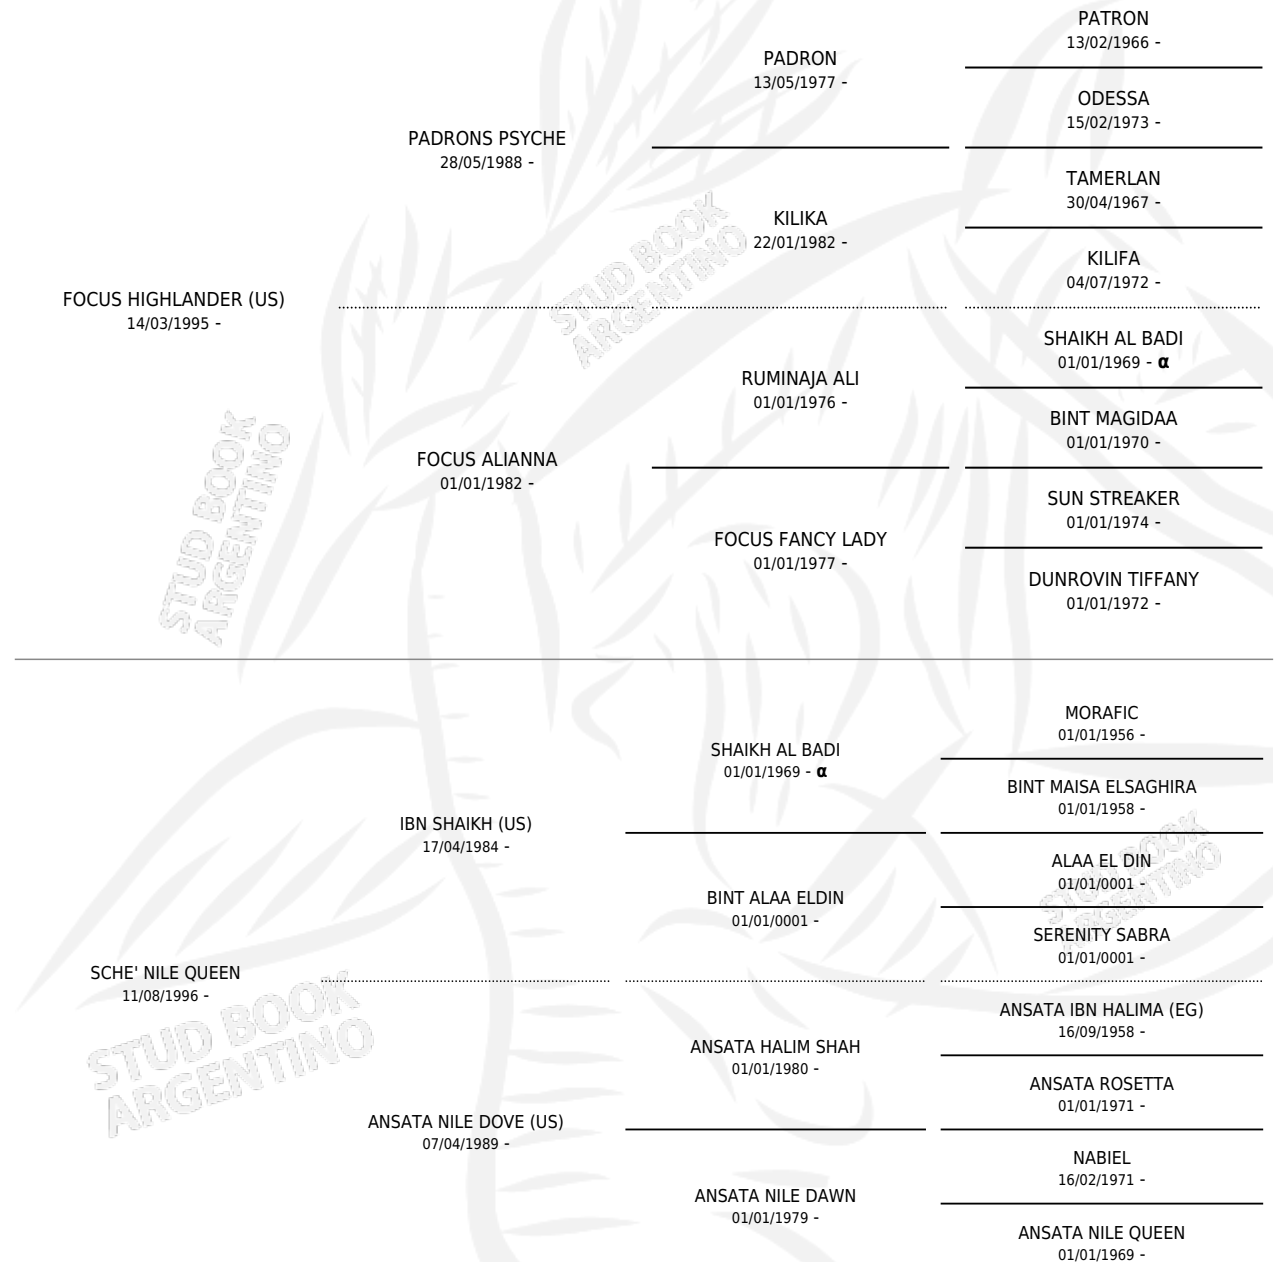 PATRON
13/02/1966 -
PADRON
13/05/1977 -
ODESSA
15/02/1973 -
PADRONS PSYCHE
28/05/1988 -
TAMERLAN
30/04/1967 -
KILIKA
22/01/1982 -
KILIFA
04/07/1972 -
FOCUS HIGHLANDER (US)
14/03/1995 -
SHAIKH AL BADI
01/01/1969 - α
RUMINAJA ALI
01/01/1976 -
BINT MAGIDAA
01/01/1970 -
FOCUS ALIANNA
01/01/1982 -
SUN STREAKER
01/01/1974 -
FOCUS FANCY LADY
01/01/1977 -
DUNROVIN TIFFANY
01/01/1972 -
MORAFIC
01/01/1956 -
SHAIKH AL BADI
01/01/1969 - α
BINT MAISA ELSAGHIRA
01/01/1958 -
IBN SHAIKH (US)
17/04/1984 -
ALAA EL DIN
01/01/0001 -
BINT ALAA ELDIN
01/01/0001 -
SERENITY SABRA
01/01/0001 -
SCHE' NILE QUEEN
11/08/1996 -
ANSATA IBN HALIMA (EG)
16/09/1958 -
ANSATA HALIM SHAH
01/01/1980 -
ANSATA ROSETTA
01/01/1971 -
ANSATA NILE DOVE (US)
07/04/1989 -
NABIEL
16/02/1971 -
ANSATA NILE DAWN
01/01/1979 -
ANSATA NILE QUEEN
01/01/1969 -
STUD BOOK
ARGENTINO
STUD BOOK
ARGENTINO
STUD BOOK
ARGENTINO
STUD BOOK
ARGENTINO